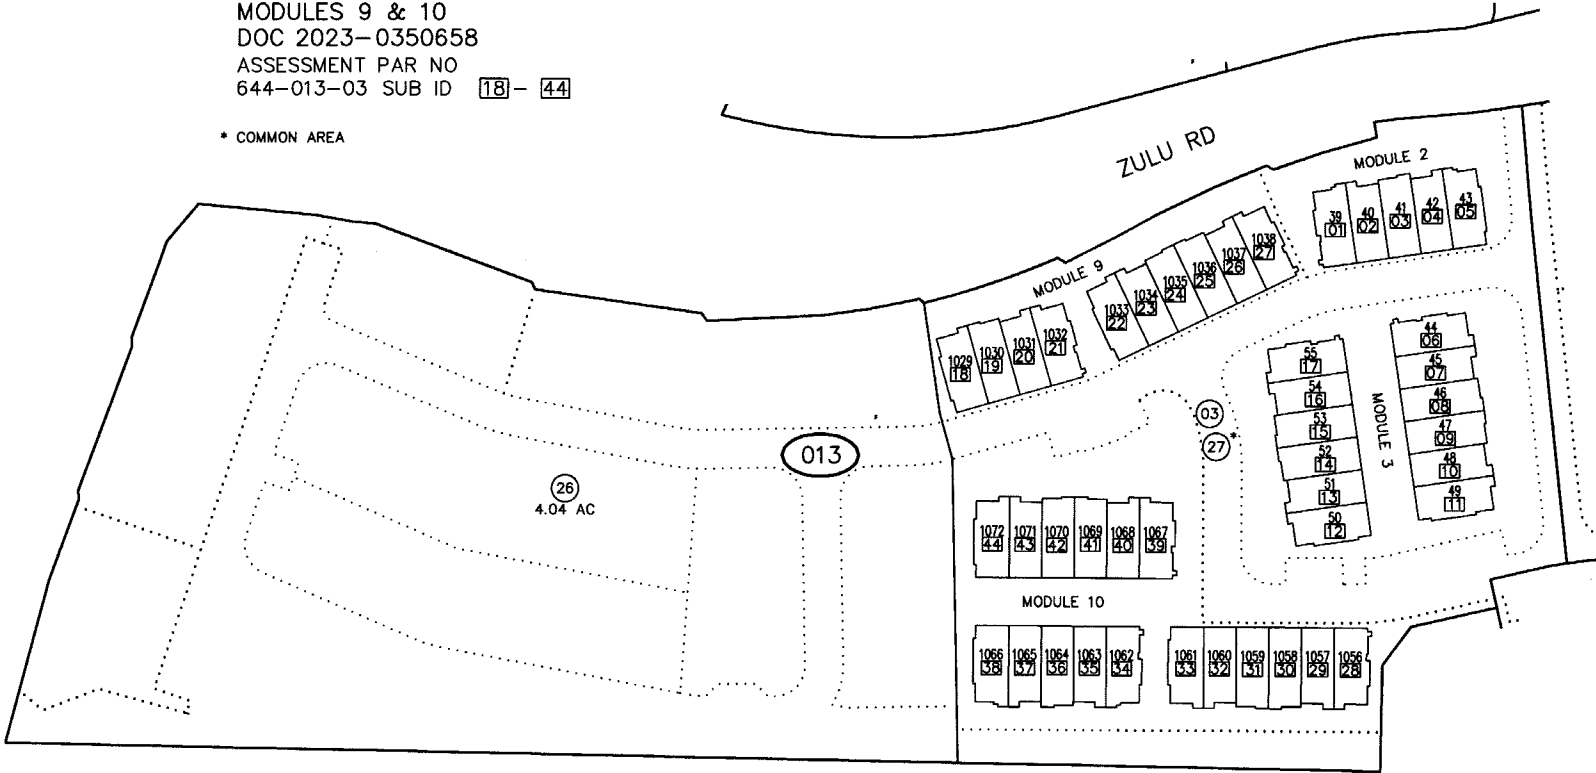 MODULES 9 & 10
DOC 2023-0350658
ASSESSMENT PAR NO
644-013-03 SUB ID 18 - 44
* COMMON AREA
ZULU RD
MODULE 2
39 40 41 42 43
01 02 03 04 05
MODULE 9
1033 1034 1035 1036 1037 1038
22 23 24 25 26 27
1029 1030 1031 1032
18 19 20 21
55
17
54
16
53
15
52
14
51
13
50
12
MODULE 3
44
06
45
07
46
08
47
09
48
10
49
11
03
27 *
013
26
4.04 AC
1072 1071 1070 1069 1068 1067
44 43 42 41 40 39
MODULE 10
1066 1065 1064 1063 1062
38 37 36 35 34
1061 1060 1059 1058 1057 1056
33 32 31 30 29 28